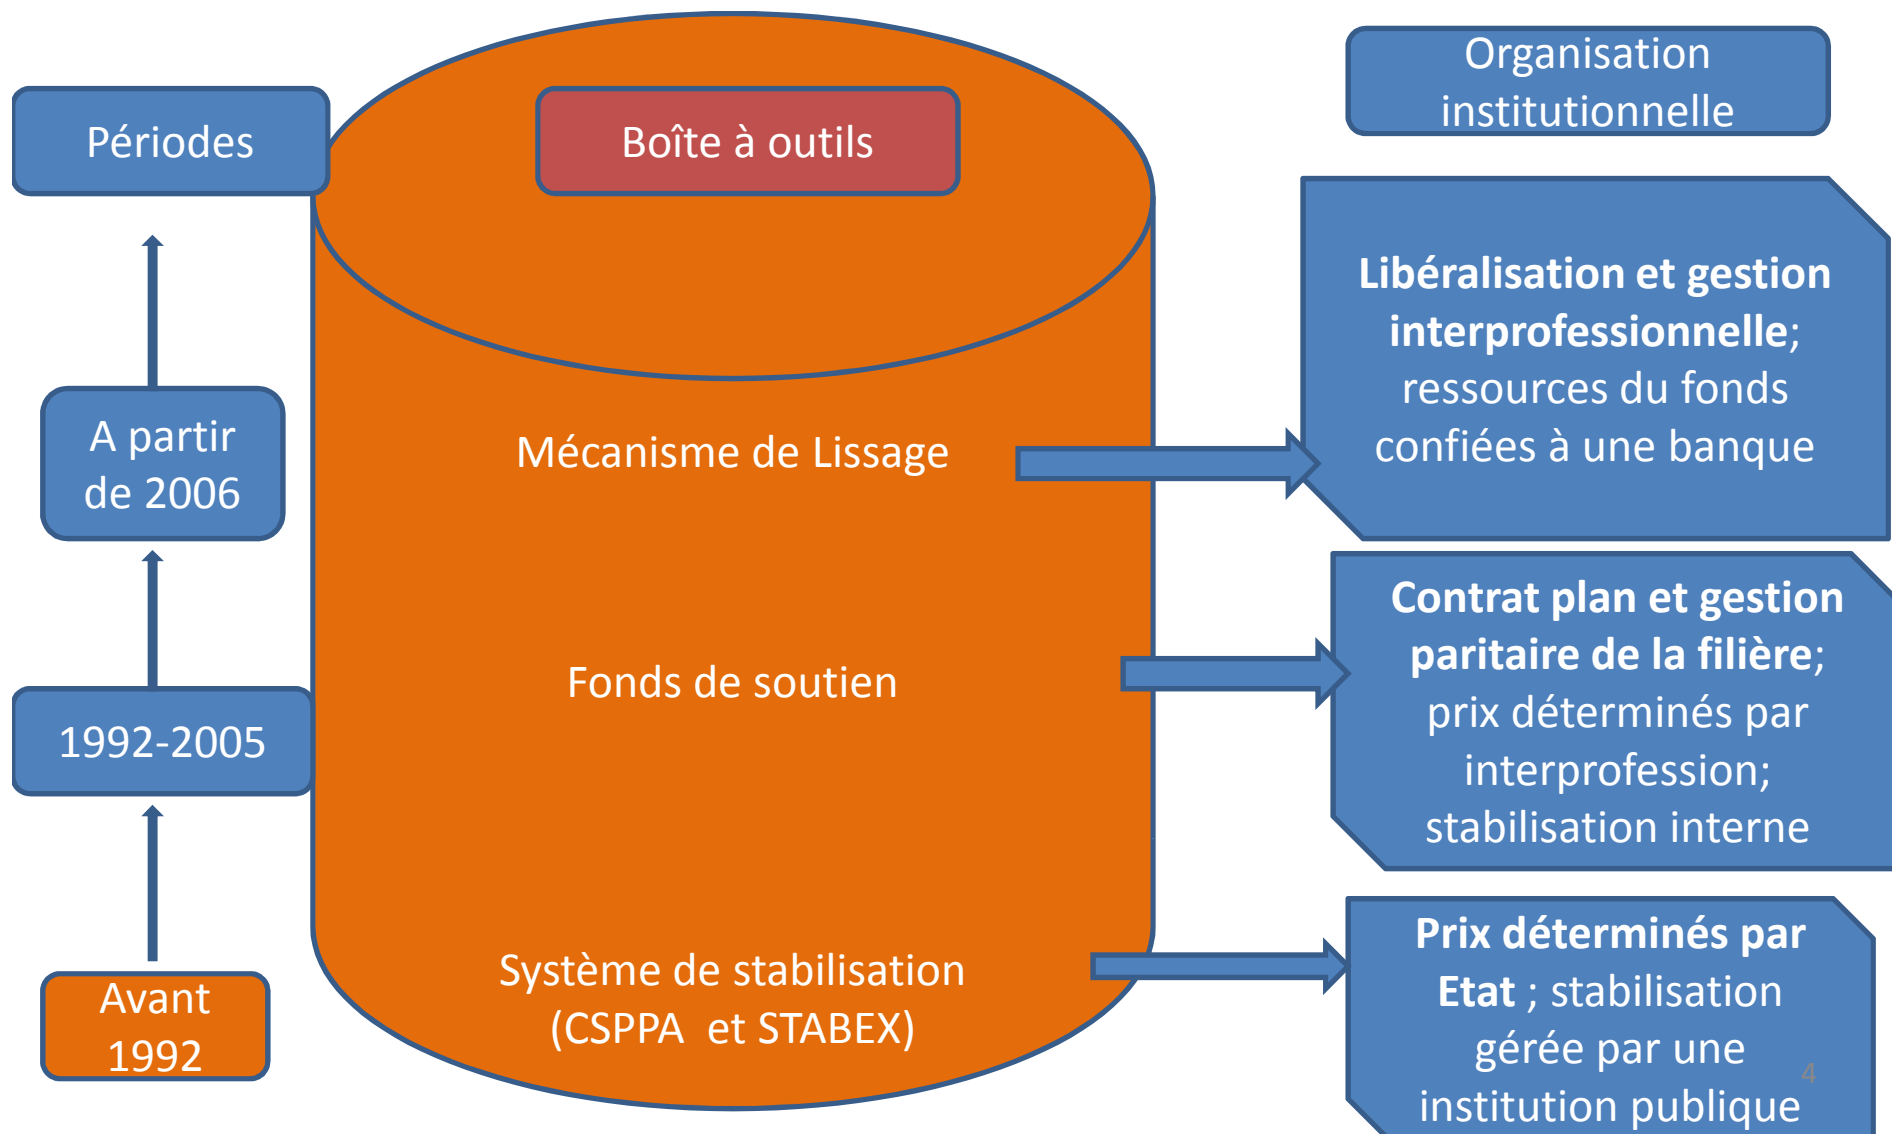 Périodes
Boîte à outils
Organisation
institutionnelle
A partir
de 2006
Mécanisme de Lissage
Libéralisation et gestion
interprofessionnelle;
ressources du fonds
confiées à une banque
1992-2005
Fonds de soutien
Contrat plan et gestion
paritaire de la filière;
prix déterminés par
interprofession;
stabilisation interne
Avant
1992
Système de stabilisation
(CSPPA  et STABEX)
Prix déterminés par
Etat ; stabilisation
gérée par une
institution publique
4